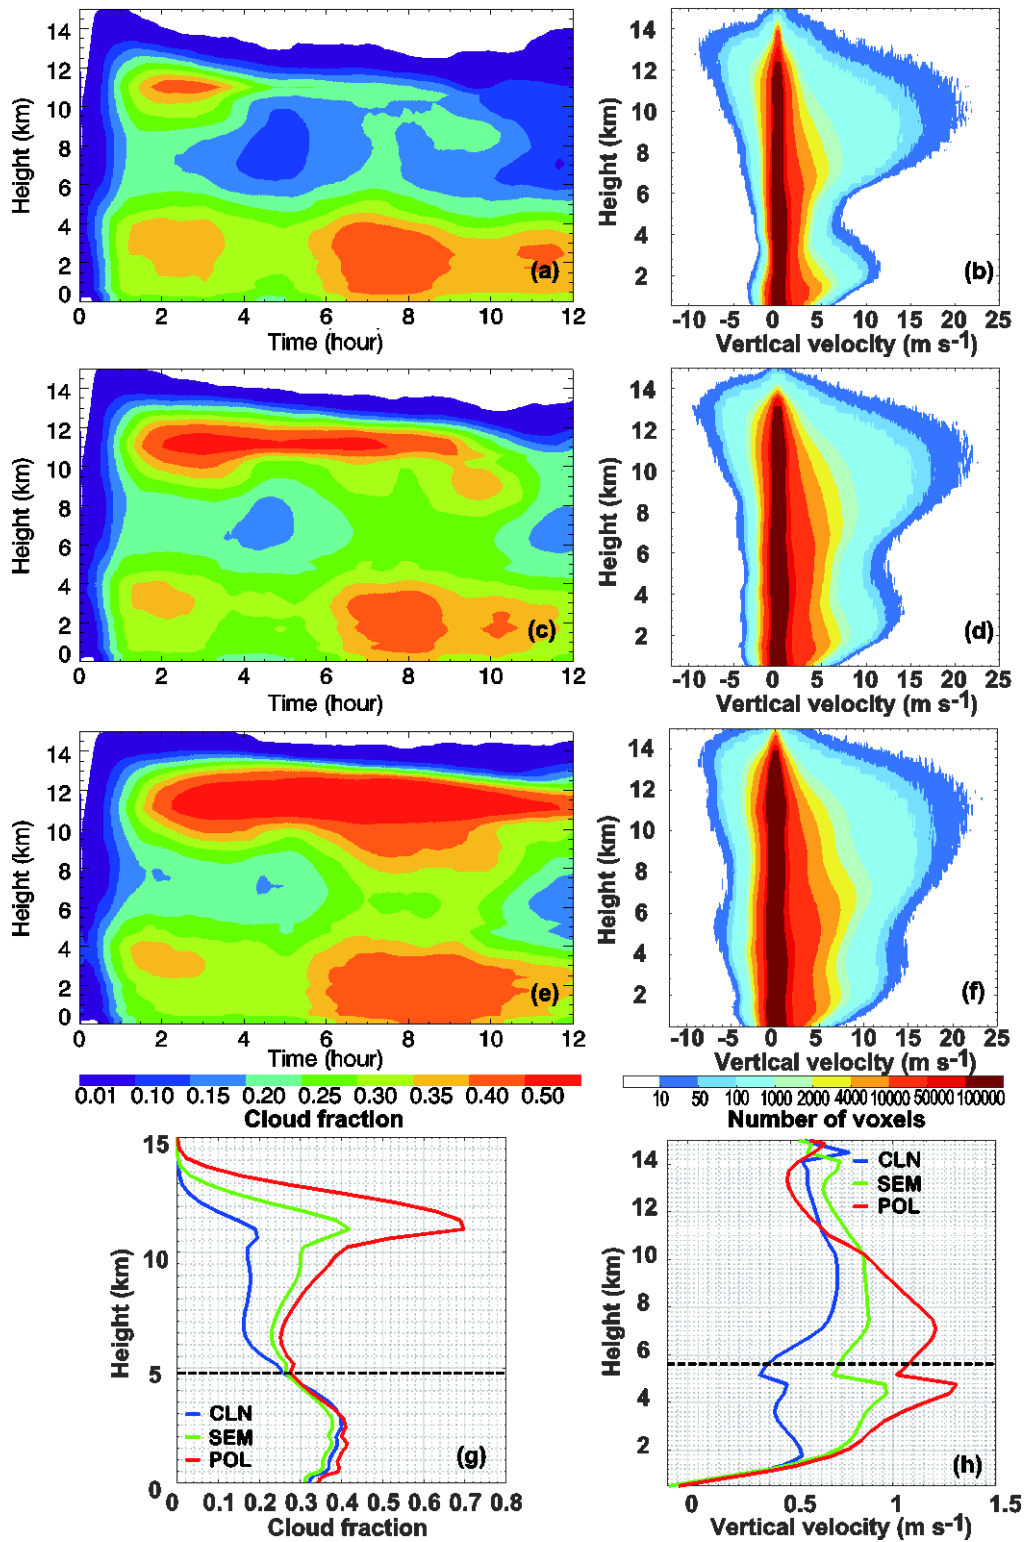 14
12
10
8
6
4
2
0
Height (km)
(a)
0 2 4 6 8 10 12
Time (hour)
14
12
10
8
6
4
2
Height (km)
(b)
-10 -5 0 5 10 15 20 25
Vertical velocity (m s-1)
14
12
10
8
6
4
2
0
Height (km)
(c)
0 2 4 6 8 10 12
Time (hour)
14
12
10
8
6
4
2
Height (km)
(d)
-10 -5 0 5 10 15 20 25
Vertical velocity (m s-1)
14
12
10
8
6
4
2
0
Height (km)
(e)
0 2 4 6 8 10 12
Time (hour)
14
12
10
8
6
4
2
Height (km)
(f)
-10 -5 0 5 10 15 20 25
Vertical velocity (m s-1)
0.01 0.10 0.15 0.20 0.25 0.30 0.35 0.40 0.50
Cloud fraction
10 50 100 1000 2000 4000 10000 50000 100000
Number of voxels
15
10
5
0
Height (km)
CLN
SEM
POL
(g)
0 0.1 0.2 0.3 0.4 0.5 0.6 0.7 0.8
Cloud fraction
14
12
10
8
6
4
2
Height (km)
CLN
SEM
POL
(h)
0 0.5 1 1.5
Vertical velocity (m s-1)